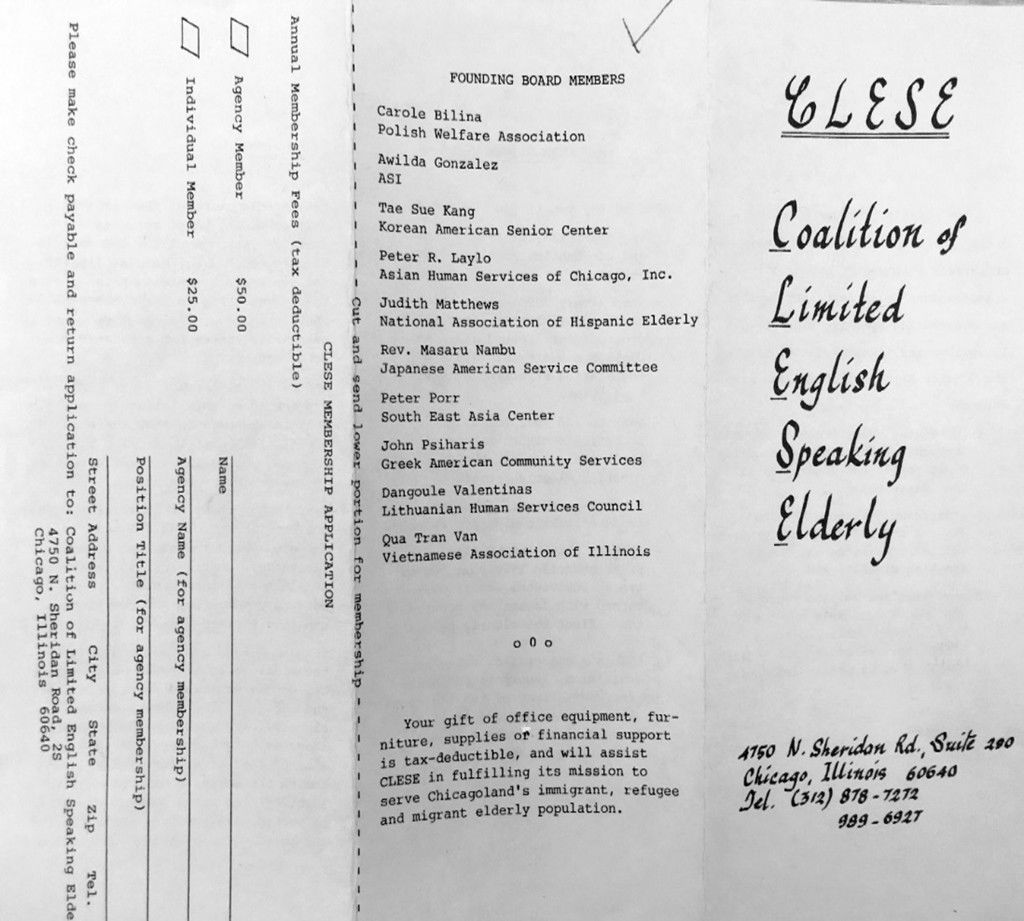 CLESE MEMBERSHIP APPLICATION
Annual Membership Fees (tax deductible)
Agency Member $50.00
Individual Member $25.00
Name
Agency Name (for agency membership)
Position Title (for agency membership)
Street Address City State Zip Tel.
Please make check payable and return application to: Coalition of Limited English Speaking Elde
4750 N. Sheridan Road, 2S
Chicago, Illinois 60640
Cut and send lower portion for membership
FOUNDING BOARD MEMBERS
Carole Bilina
Polish Welfare Association
Awilda Gonzalez
ASI
Tae Sue Kang
Korean American Senior Center
Peter R. Laylo
Asian Human Services of Chicago, Inc.
Judith Matthews
National Association of Hispanic Elderly
Rev. Masaru Nambu
Japanese American Service Committee
Peter Porr
South East Asia Center
John Psiharis
Greek American Community Services
Dangoule Valentinas
Lithuanian Human Services Council
Qua Tran Van
Vietnamese Association of Illinois
o 0 o
Your gift of office equipment, fur-
niture, supplies or financial support
is tax-deductible, and will assist
CLESE in fulfilling its mission to
serve Chicagoland's immigrant, refugee
and migrant elderly population.
CLESE
Coalition of
Limited
English
Speaking
Elderly
4750 N. Sheridan Rd., Suite 200
Chicago, Illinois 60640
Tel. (312) 878-7272
989-6927